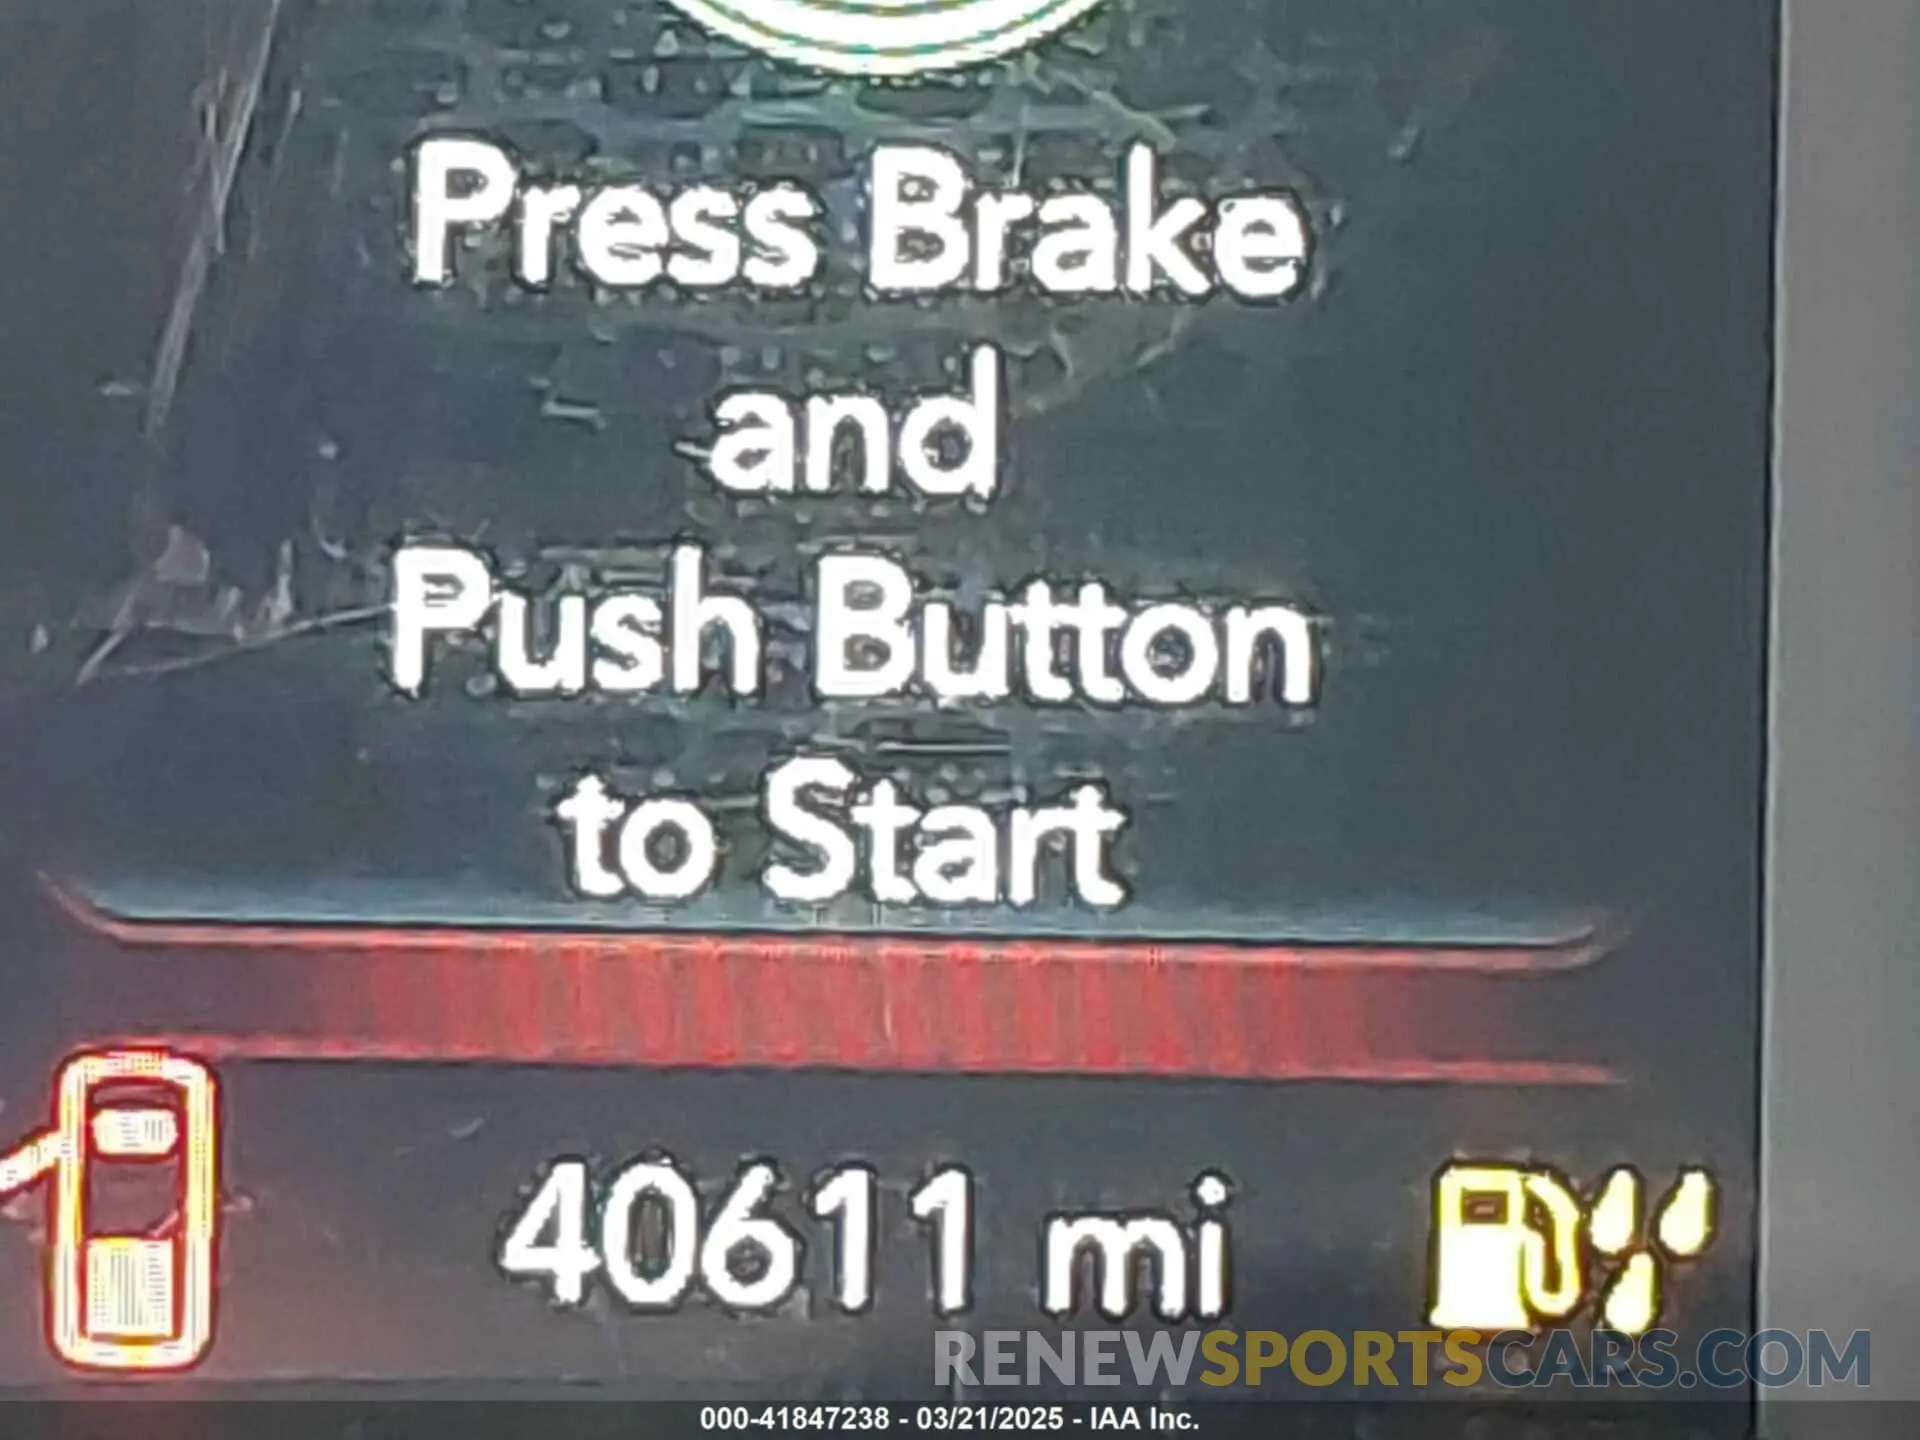 Press Brake
and
Push Button
to Start
40611 mi
RENEWSPORTSCARS.COM
000-41847238 - 03/21/2025 - IAA Inc.